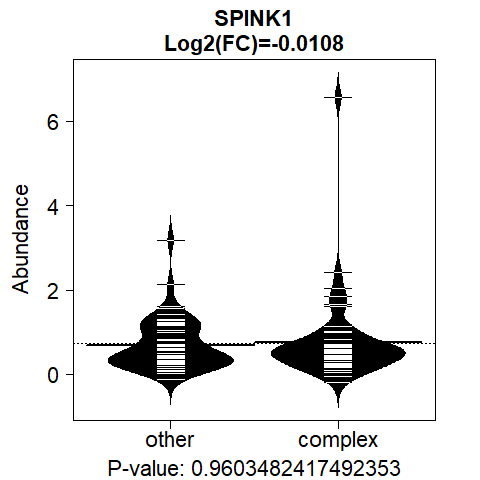 SPINK1
Log2(FC)=-0.0108
Abundance
6
4
2
0
other complex
P-value: 0.9603482417492353